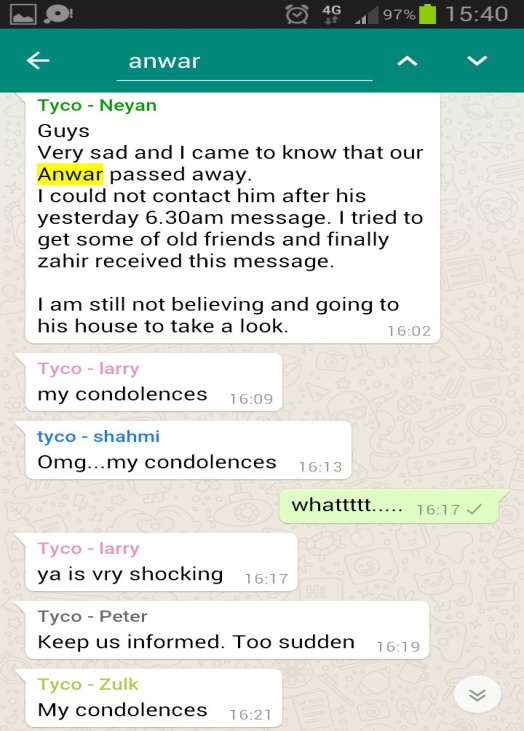 4G 97% 15:40
anwar
Tyco - Neyan
Guys
Very sad and I came to know that our
Anwar passed away.
I could not contact him after his
yesterday 6.30am message. I tried to
get some of old friends and finally
zahir received this message.
I am still not believing and going to
his house to take a look.
16:02
Tyco - larry
my condolences 16:09
tyco - shahmi
Omg...my condolences 16:13
whattttt..... 16:17
Tyco - larry
ya is vry shocking 16:17
Tyco - Peter
Keep us informed. Too sudden 16:19
Tyco - Zulk
My condolences 16:21